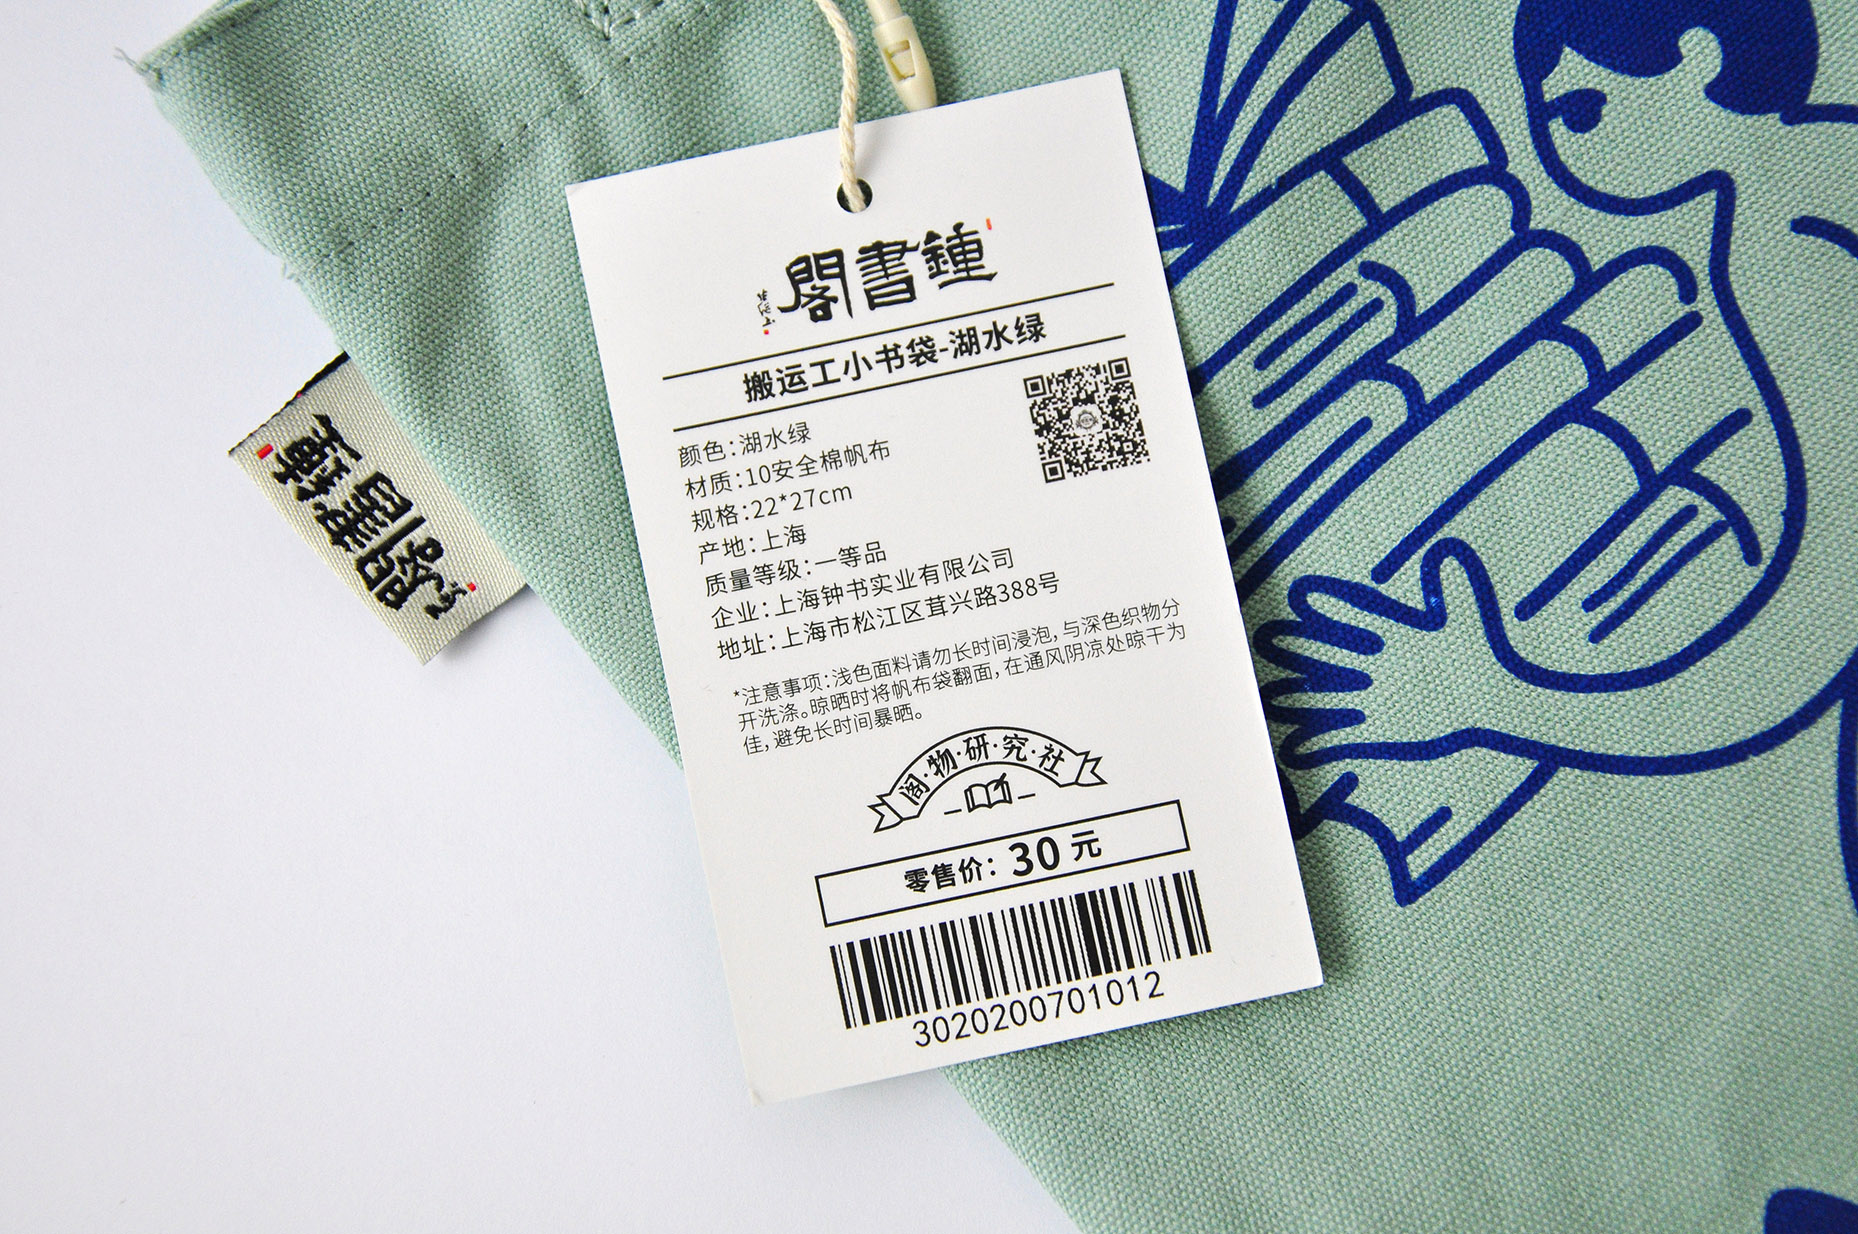 鍾書閣
搬运工小书袋-湖水绿
颜色：湖水绿
材质：10安全棉帆布
规格：22*27cm
产地：上海
质量等级：一等品
企业：上海钟书实业有限公司
地址：上海市松江区茸兴路388号
*注意事项：浅色面料请勿长时间浸泡，与深色织物分
开洗涤。晾晒时将帆布袋翻面，在通风阴凉处晾干为
佳，避免长时间暴晒。
阁·物·研·究·社
零售价：30 元
3020200701012
鍾書閣